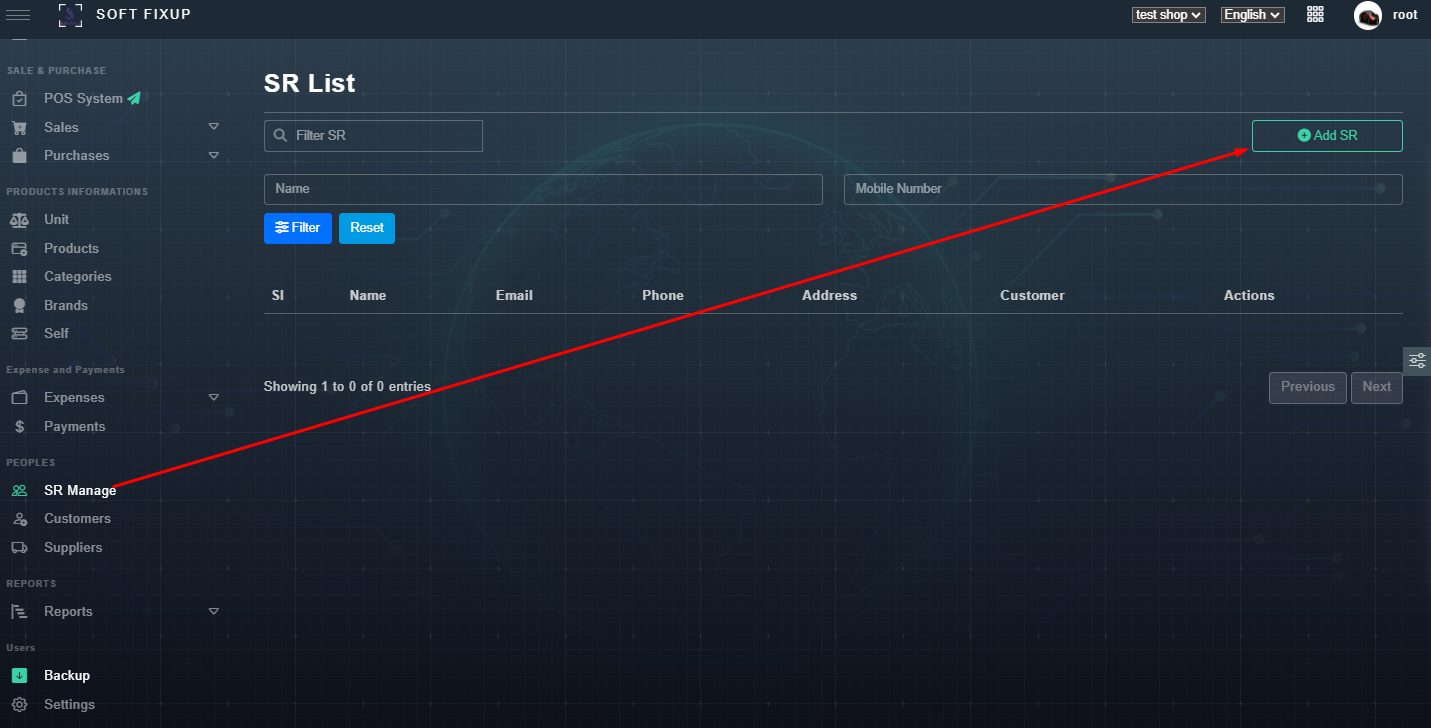 SOFT FIXUP
test shop
English
root
SALE & PURCHASE
POS System
Sales
Purchases
PRODUCTS INFORMATIONS
Unit
Products
Categories
Brands
Self
Expense and Payments
Expenses
Payments
PEOPLES
SR Manage
Customers
Suppliers
REPORTS
Reports
Users
Backup
Settings
SR List
Filter SR
Add SR
Name
Mobile Number
Filter
Reset
Sl Name Email Phone Address Customer Actions
Showing 1 to 0 of 0 entries
Previous
Next